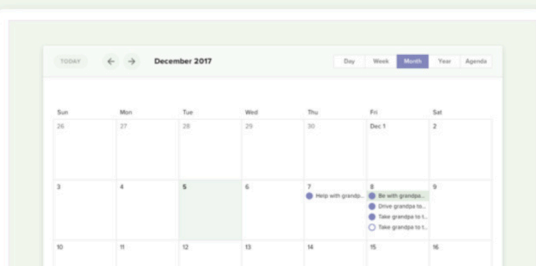 TODAY ← → December 2017 Day Week Month Year Agenda
Sun Mon Tue Wed Thu Fri Sat
26 27 28 29 30 Dec 1 2
3 4 5 6 7 8 9
Help with grandp... Be with grandpa...
Drive grandpa to...
Take grandpa to t...
Take grandpa to t...
10 11 12 13 14 15 16